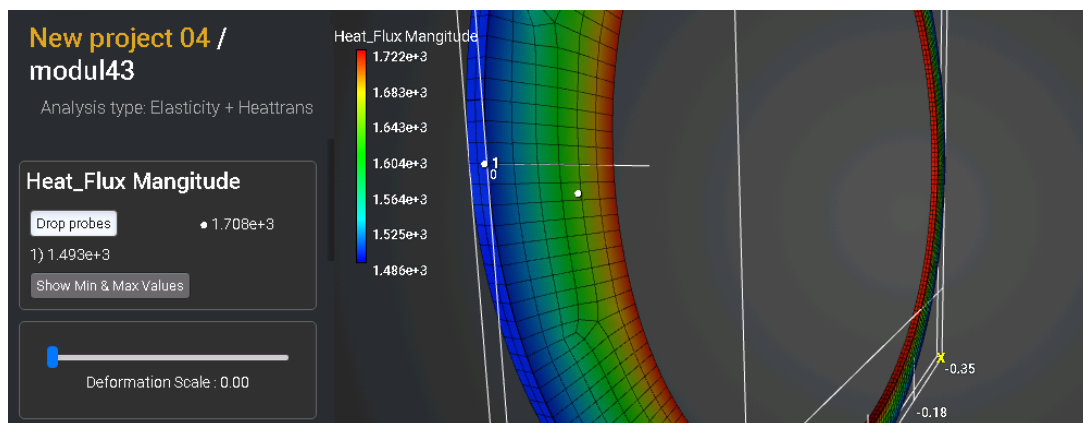 New project 04 /
modul43
Analysis type: Elasticity + Heattrans
Heat_Flux Mangitude
Drop probes
1.708e+3
1) 1.493e+3
Show Min & Max Values
Deformation Scale : 0.00
Heat_Flux Mangitude
1.722e+3
1.683e+3
1.643e+3
1.604e+3
1.564e+3
1.525e+3
1.486e+3
1
0
X
-0.35
-0.18